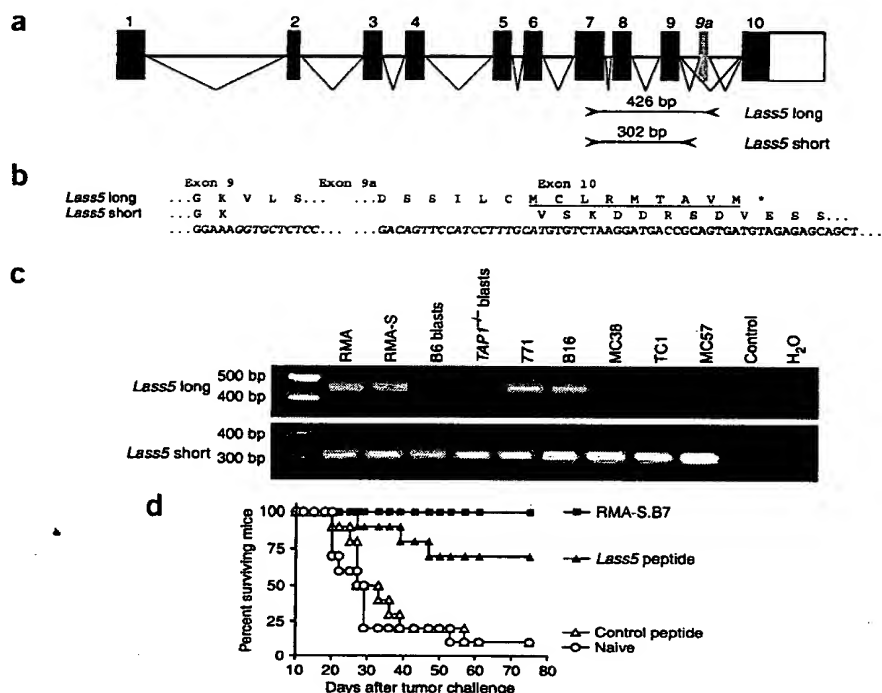 a
1 2 3 4 5 6 7 8 9 9a 10
426 bp
Lass5 long
302 bp
Lass5 short
b
Exon 9 Exon 9a Exon 10
Lass5 long ...G K V L S... ...D S S I L C M C L R M T A V M *
Lass5 short ...G K V S K D D R S D V E S S...
...GGAAAGGTGCTCTCC... ...GACAGTTCCATCCTTTGCATGTGTCTAAGGATGACCGCAGTGATGTAGAGAGCAGCT...
c
RMA RMA-S B6 blasts TAP1-/- blasts 771 B16 MC38 TC1 MC57 Control H2O
Lass5 long
500 bp
400 bp
Lass5 short
400 bp
300 bp
d
Percent surviving mice
100
75
50
25
0
RMA-S.B7
Lass5 peptide
Control peptide
Naive
10 20 30 40 50 60 70 80
Days after tumor challenge